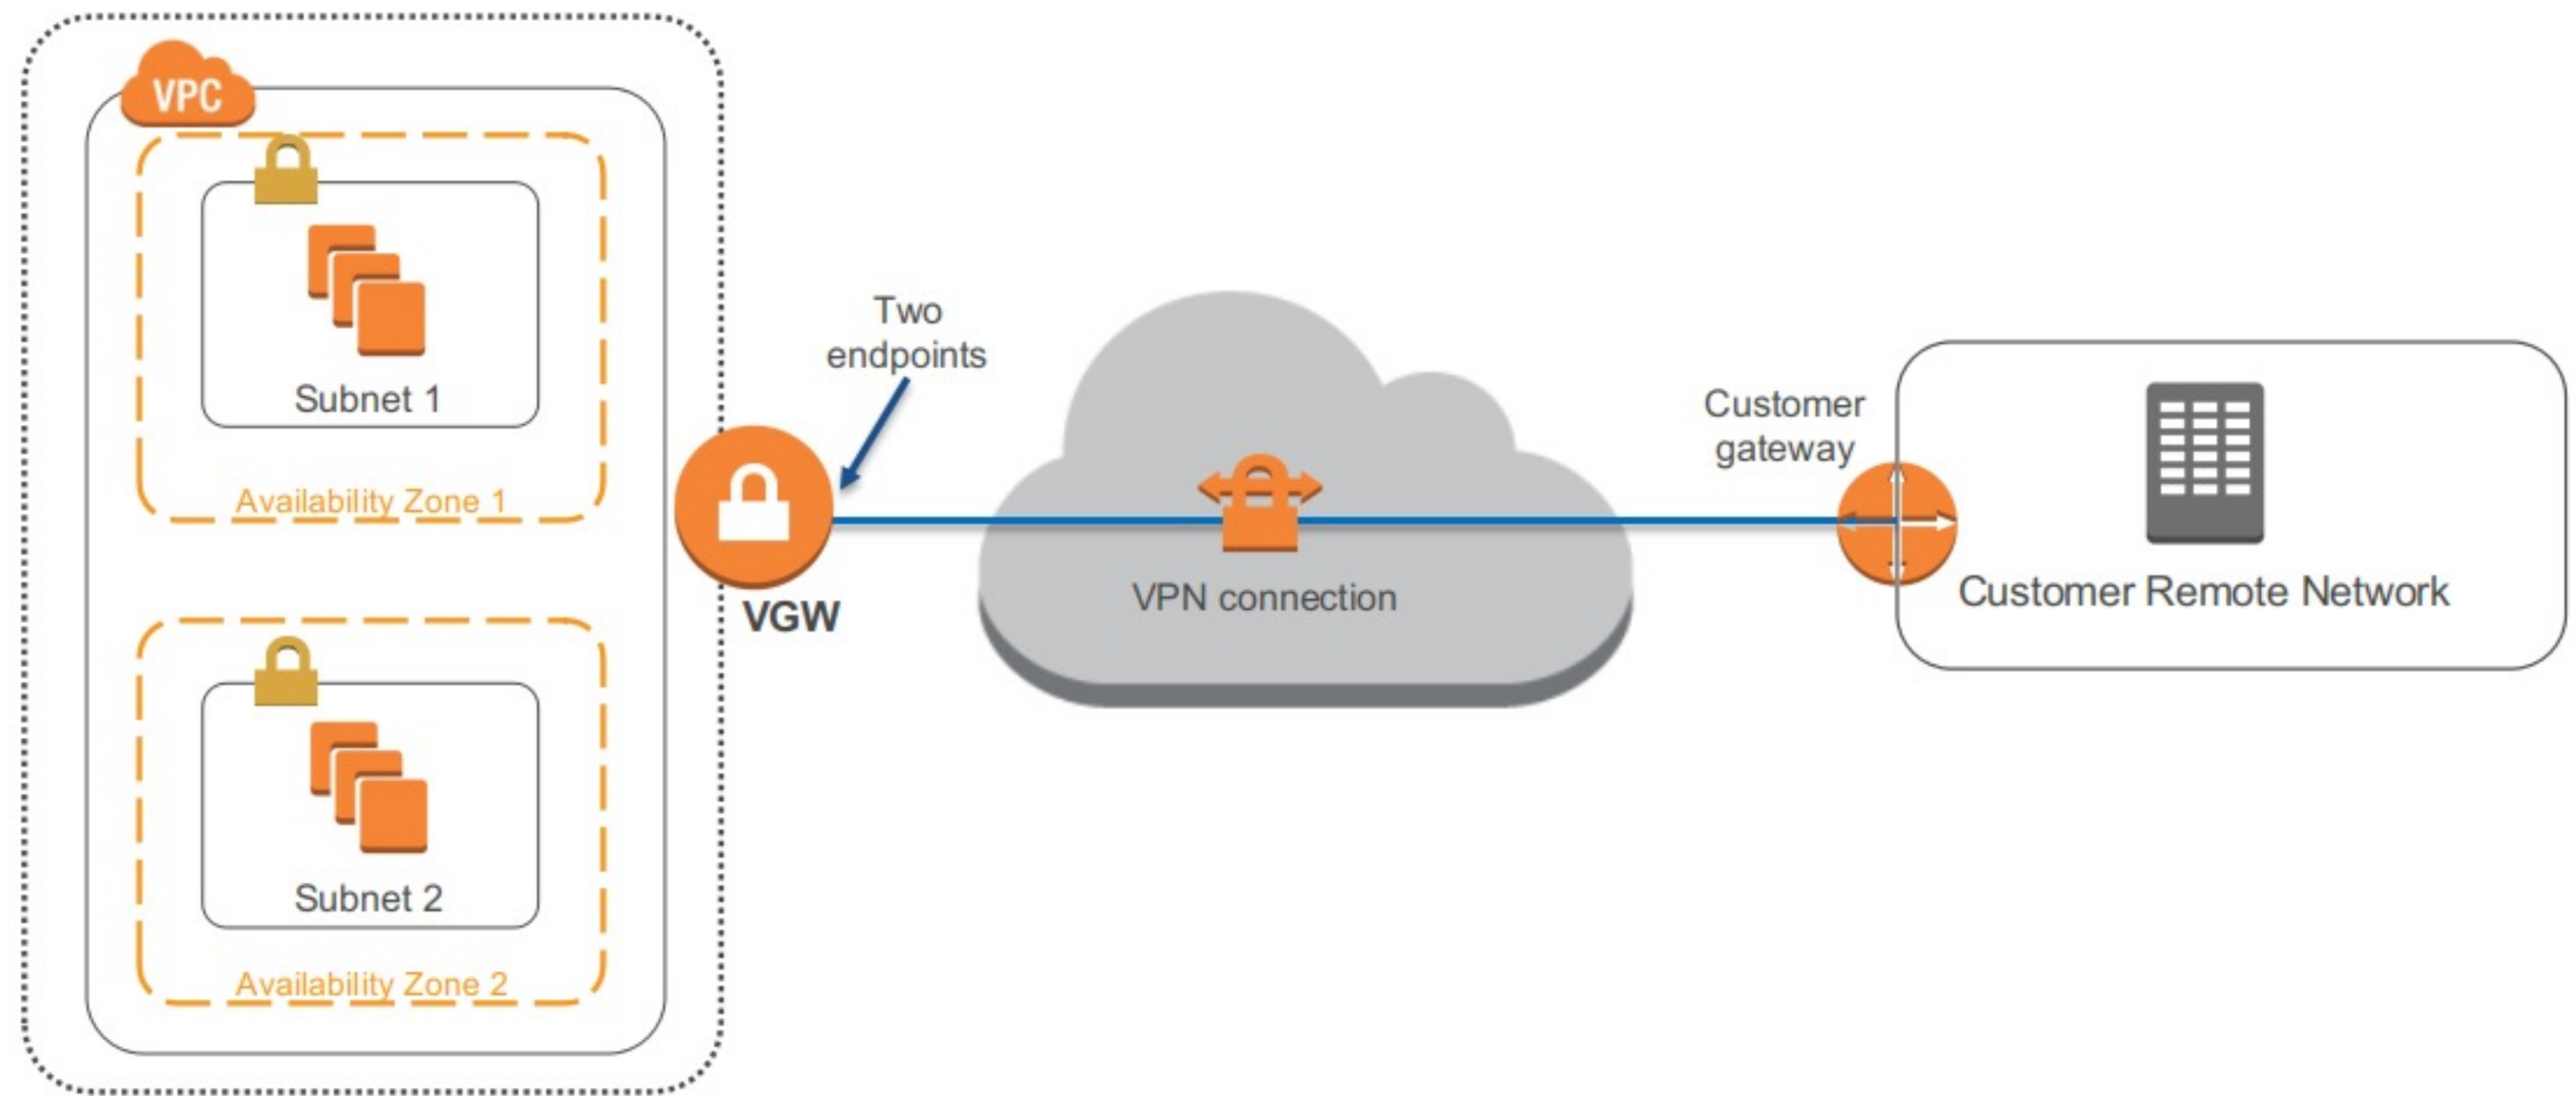 VPC
Subnet 1
Availability Zone 1
Subnet 2
Availability Zone 2
VGW
Two
endpoints
VPN connection
Customer
gateway
Customer Remote Network